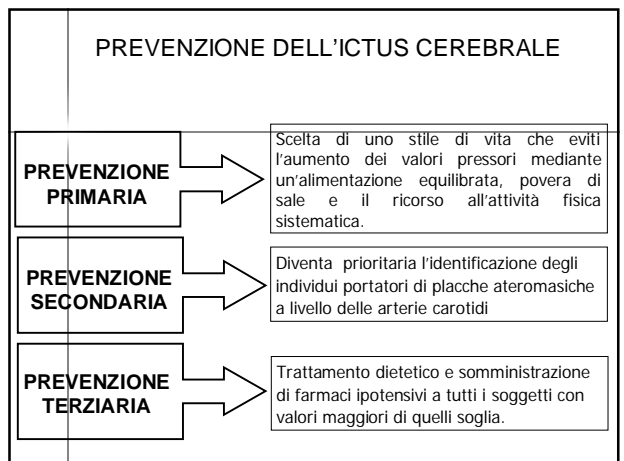 PREVENZIONE DELL'ICTUS CEREBRALE
PREVENZIONE
PRIMARIA
Scelta di uno stile di vita che eviti
l'aumento dei valori pressori mediante
un'alimentazione equilibrata, povera di
sale e il ricorso all'attività fisica
sistematica.
PREVENZIONE
SECONDARIA
Diventa prioritaria l'identificazione degli
individui portatori di placche ateromasiche
a livello delle arterie carotidi
PREVENZIONE
TERZIARIA
Trattamento dietetico e somministrazione
di farmaci ipotensivi a tutti i soggetti con
valori maggiori di quelli soglia.